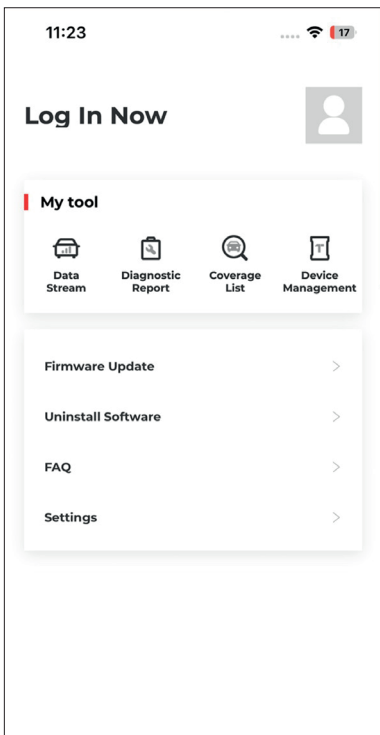 11:23
17
Log In Now
My tool
T
Data
Stream
Diagnostic
Report
Coverage
List
Device
Management
Firmware Update
Uninstall Software
FAQ
Settings